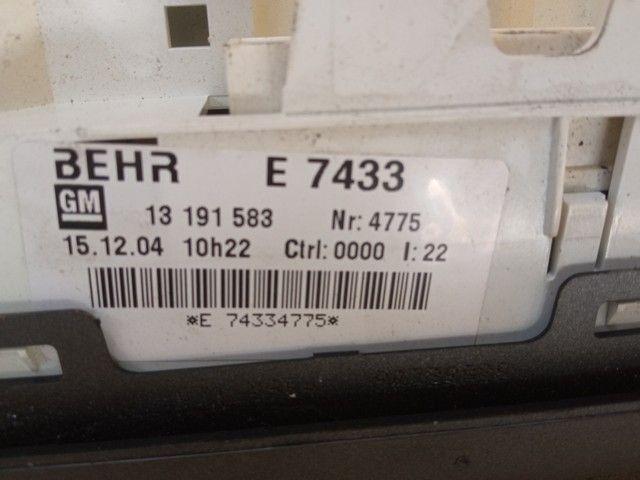 BEHR E 7433
GM 13 191 583 Nr: 4775
15.12.04 10h22 Ctrl: 0000 I: 22
*E 74334775*